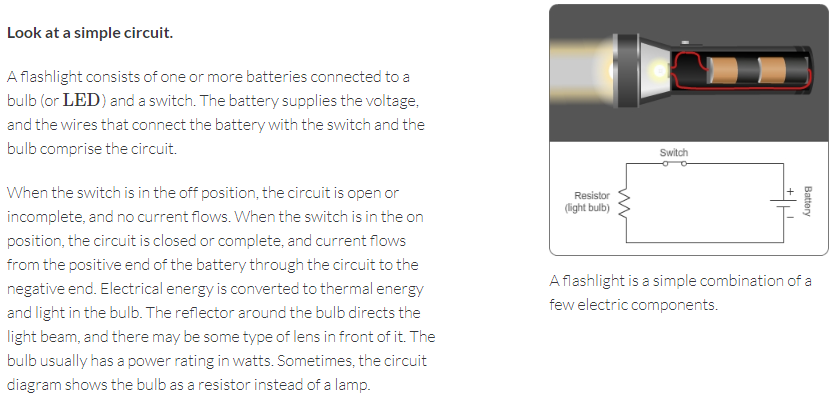 Look at a simple circuit.
A flashlight consists of one or more batteries connected to a
bulb (or LED) and a switch. The battery supplies the voltage,
and the wires that connect the battery with the switch and the
bulb comprise the circuit.
When the switch is in the off position, the circuit is open or
incomplete, and no current flows. When the switch is in the on
position, the circuit is closed or complete, and current flows
from the positive end of the battery through the circuit to the
negative end. Electrical energy is converted to thermal energy
and light in the bulb. The reflector around the bulb directs the
light beam, and there may be some type of lens in front of it. The
bulb usually has a power rating in watts. Sometimes, the circuit
diagram shows the bulb as a resistor instead of a lamp.
Switch
Resistor
(light bulb)
+
Battery
−
A flashlight is a simple combination of a
few electric components.